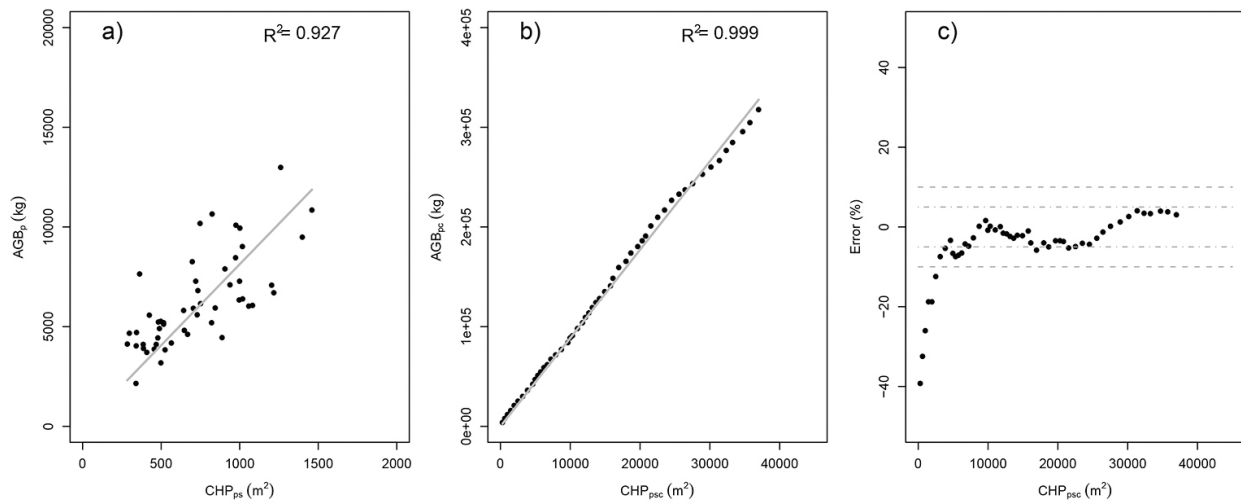 a)
R²= 0.927
20000
15000
10000
5000
0
AGBp (kg)
0
500
1000
1500
2000
CHPps (m²)
b)
R²= 0.999
4e+05
3e+05
2e+05
1e+05
0e+00
AGBpc (kg)
0
10000
20000
30000
40000
CHPpsc (m²)
c)
40
20
0
−20
−40
Error (%)
0
10000
20000
30000
40000
CHPpsc (m²)